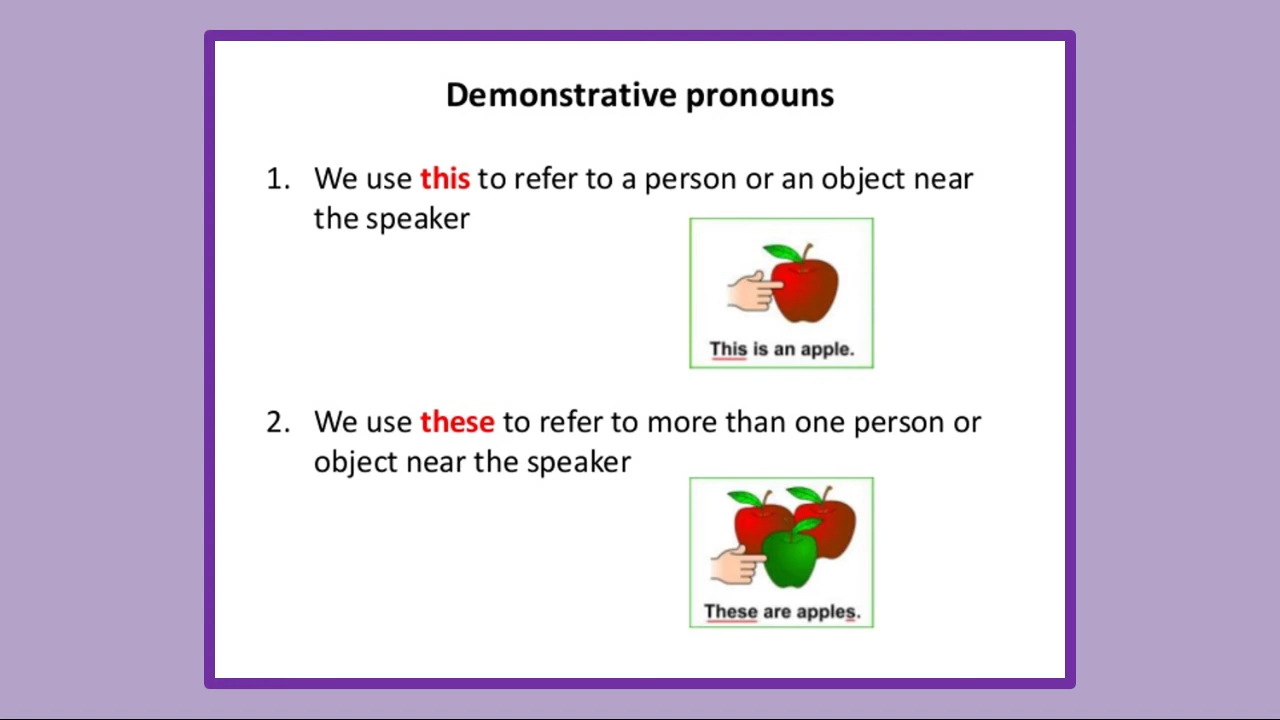 Demonstrative pronouns
1. We use this to refer to a person or an object near
the speaker
This is an apple.
2. We use these to refer to more than one person or
object near the speaker
These are apples.